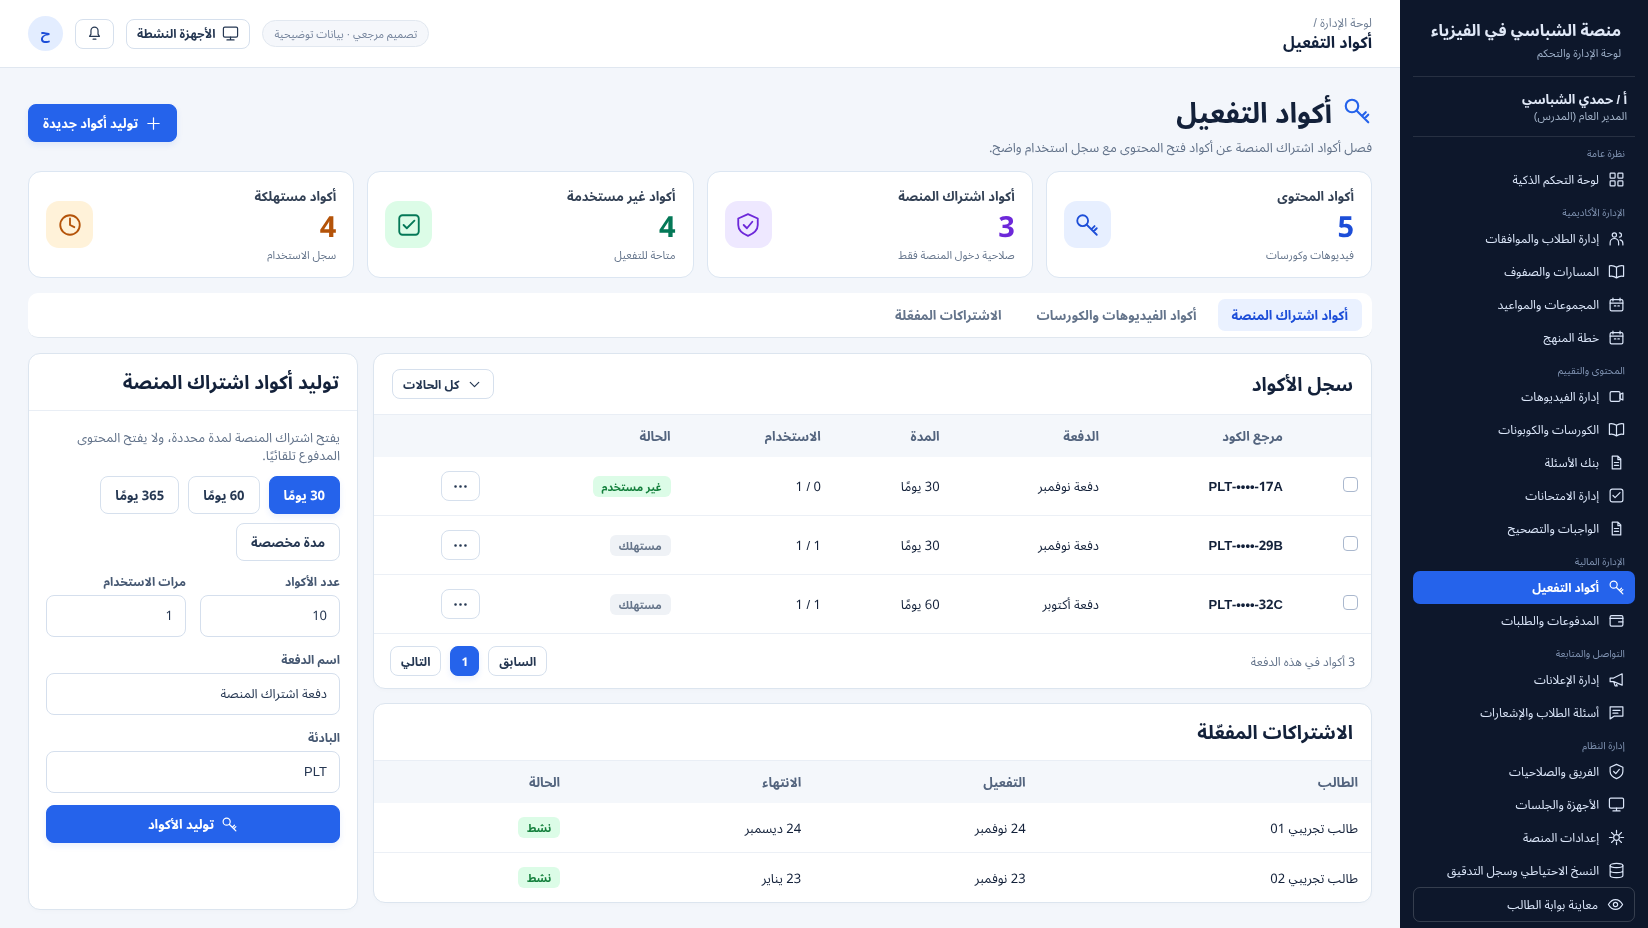 منصة الشباسي في الفيزياء
لوحة الإدارة والتحكم
أ / حمدي الشباسي
المدير العام (المدرس)
نظرة عامة
لوحة التحكم الذكية
الإدارة الأكاديمية
إدارة الطلاب والموافقات
المسارات والصفوف
المجموعات والمواعيد
خطة المنهج
المحتوى والتقييم
إدارة الفيديوهات
الكورسات والكوبونات
بنك الأسئلة
إدارة الامتحانات
الواجبات والتصحيح
الإدارة المالية
أكواد التفعيل
المدفوعات والطلبات
التواصل والمتابعة
إدارة الإعلانات
أسئلة الطلاب والإشعارات
إدارة النظام
الفريق والصلاحيات
الأجهزة والجلسات
إعدادات المنصة
النسخ الاحتياطي وسجل التدقيق
معاينة بوابة الطالب
لوحة الإدارة /
أكواد التفعيل
تصميم مرجعي · بيانات توضيحية
الأجهزة النشطة
ح
أكواد التفعيل
فصل أكواد اشتراك المنصة عن أكواد فتح المحتوى مع سجل استخدام واضح.
توليد أكواد جديدة
أكواد المحتوى
5
فيديوهات وكورسات
أكواد اشتراك المنصة
3
صلاحية دخول المنصة فقط
أكواد غير مستخدمة
4
متاحة للتفعيل
أكواد مستهلكة
4
سجل الاستخدام
أكواد اشتراك المنصة
أكواد الفيديوهات والكورسات
الاشتراكات المفعّلة
سجل الأكواد
كل الحالات
مرجع الكود الدفعة المدة الاستخدام الحالة
PLT-••••-17A دفعة نوفمبر 30 يومًا 0 / 1 غير مستخدم ···
PLT-••••-29B دفعة نوفمبر 30 يومًا 1 / 1 مستهلك ···
PLT-••••-32C دفعة أكتوبر 60 يومًا 1 / 1 مستهلك ···
3 أكواد في هذه الدفعة
السابق 1 التالي
الاشتراكات المفعّلة
الطالب التفعيل الانتهاء الحالة
طالب تجريبي 01 24 نوفمبر 24 ديسمبر نشط
طالب تجريبي 02 23 نوفمبر 23 يناير نشط
توليد أكواد اشتراك المنصة
يفتح اشتراك المنصة لمدة محددة، ولا يفتح المحتوى
المدفوع تلقائيًا.
30 يومًا 60 يومًا 365 يومًا
مدة مخصصة
عدد الأكواد مرات الاستخدام
10 1
اسم الدفعة
دفعة اشتراك المنصة
البادئة
PLT
توليد الأكواد